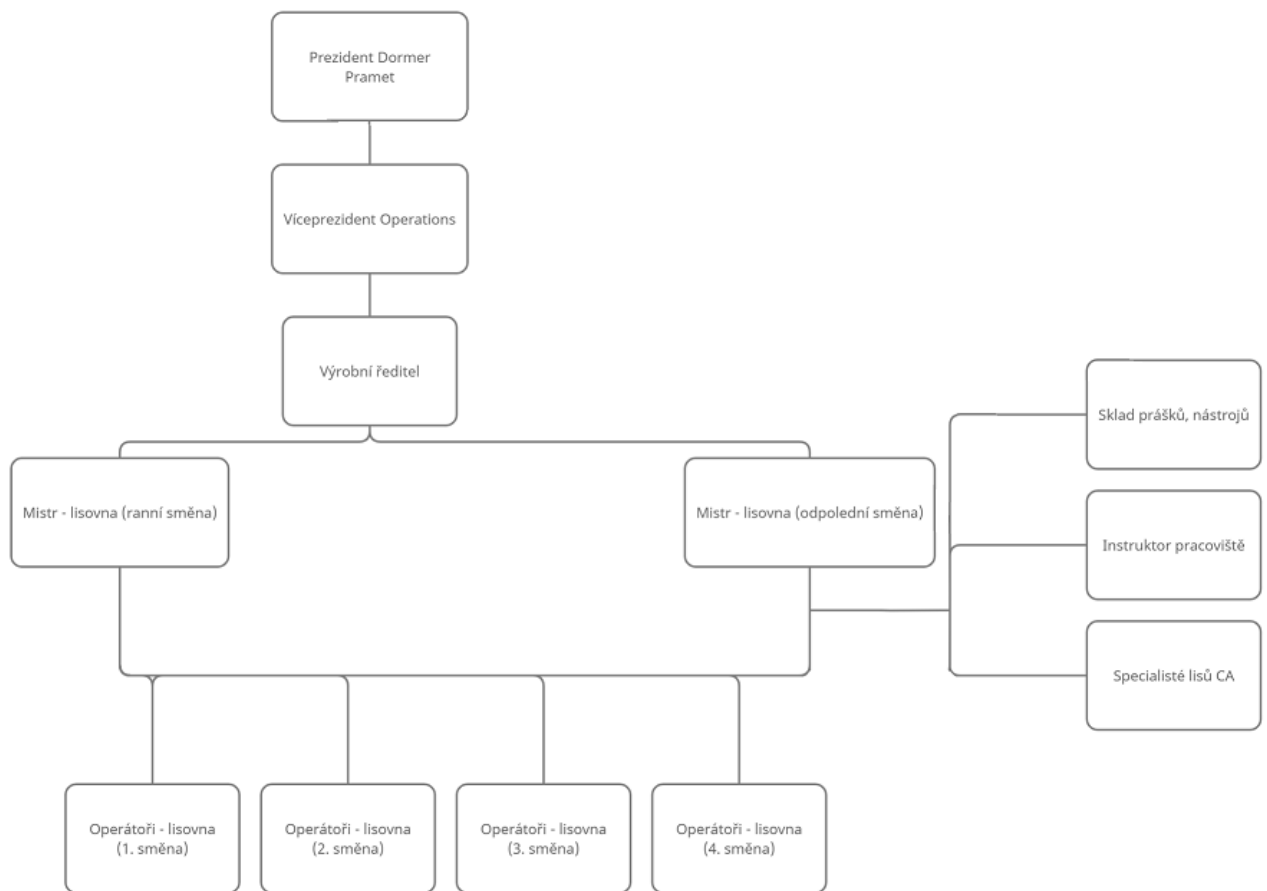 Prezident Dormer
Pramet
Víceprezident Operations
Výrobní ředitel
Sklad prášků, nástrojů
Mistr - lisovna (ranní směna)
Mistr - lisovna (odpolední směna)
Instruktor pracoviště
Specialisté lisů CA
Operátoři - lisovna
(1. směna)
Operátoři - lisovna
(2. směna)
Operátoři - lisovna
(3. směna)
Operátoři - lisovna
(4. směna)